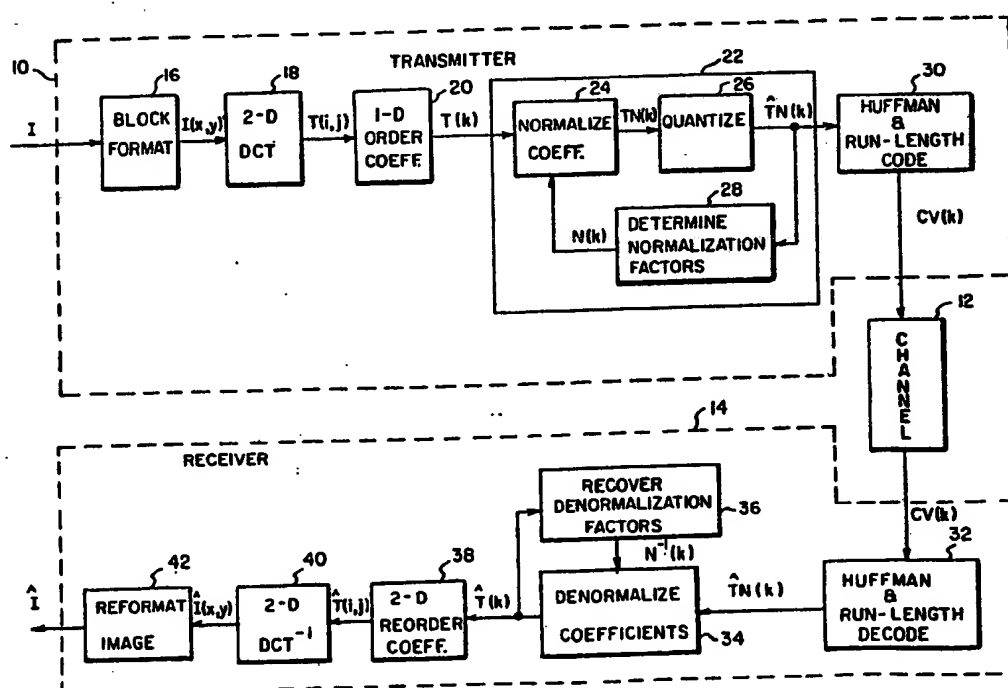 TRANSMITTER
10
16
18
20
22
24
26
30
I
BLOCK
FORMAT
I(x,y)
2-D
DCT
T(i,j)
1-D
ORDER
COEFF.
T(k)
NORMALIZE
COEFF.
TN(k)
QUANTIZE
T̂N(k)
HUFFMAN
&
RUN-LENGTH
CODE
28
N(k)
DETERMINE
NORMALIZATION
FACTORS
CV(k)
12
CHANNEL
14
RECEIVER
RECOVER
DENORMALIZATION
FACTORS
36
CV(k)
32
N⁻¹(k)
42
40
38
Î
REFORMAT
IMAGE
Î(x,y)
2-D
DCT⁻¹
T̂(i,j)
2-D
REORDER
COEFF.
T̂(k)
DENORMALIZE
COEFFICIENTS
34
T̂N(k)
HUFFMAN
&
RUN-LENGTH
DECODE